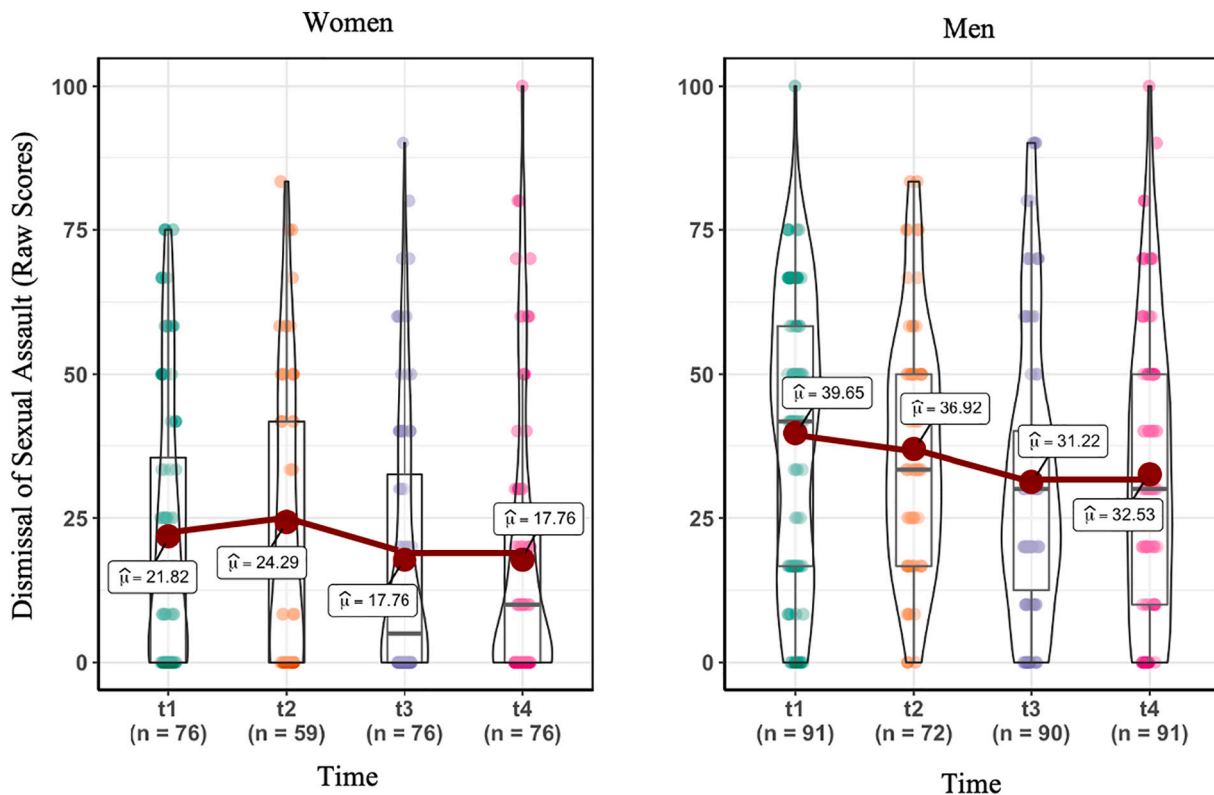 Women
Men
Dismissal of Sexual Assault (Raw Scores)
100
75
50
25
0
μ̂ = 21.82
μ̂ = 24.29
μ̂ = 17.76
μ̂ = 17.76
t1
(n = 76)
t2
(n = 59)
t3
(n = 76)
t4
(n = 76)
Time
100
75
50
25
0
μ̂ = 39.65
μ̂ = 36.92
μ̂ = 31.22
μ̂ = 32.53
t1
(n = 91)
t2
(n = 72)
t3
(n = 90)
t4
(n = 91)
Time